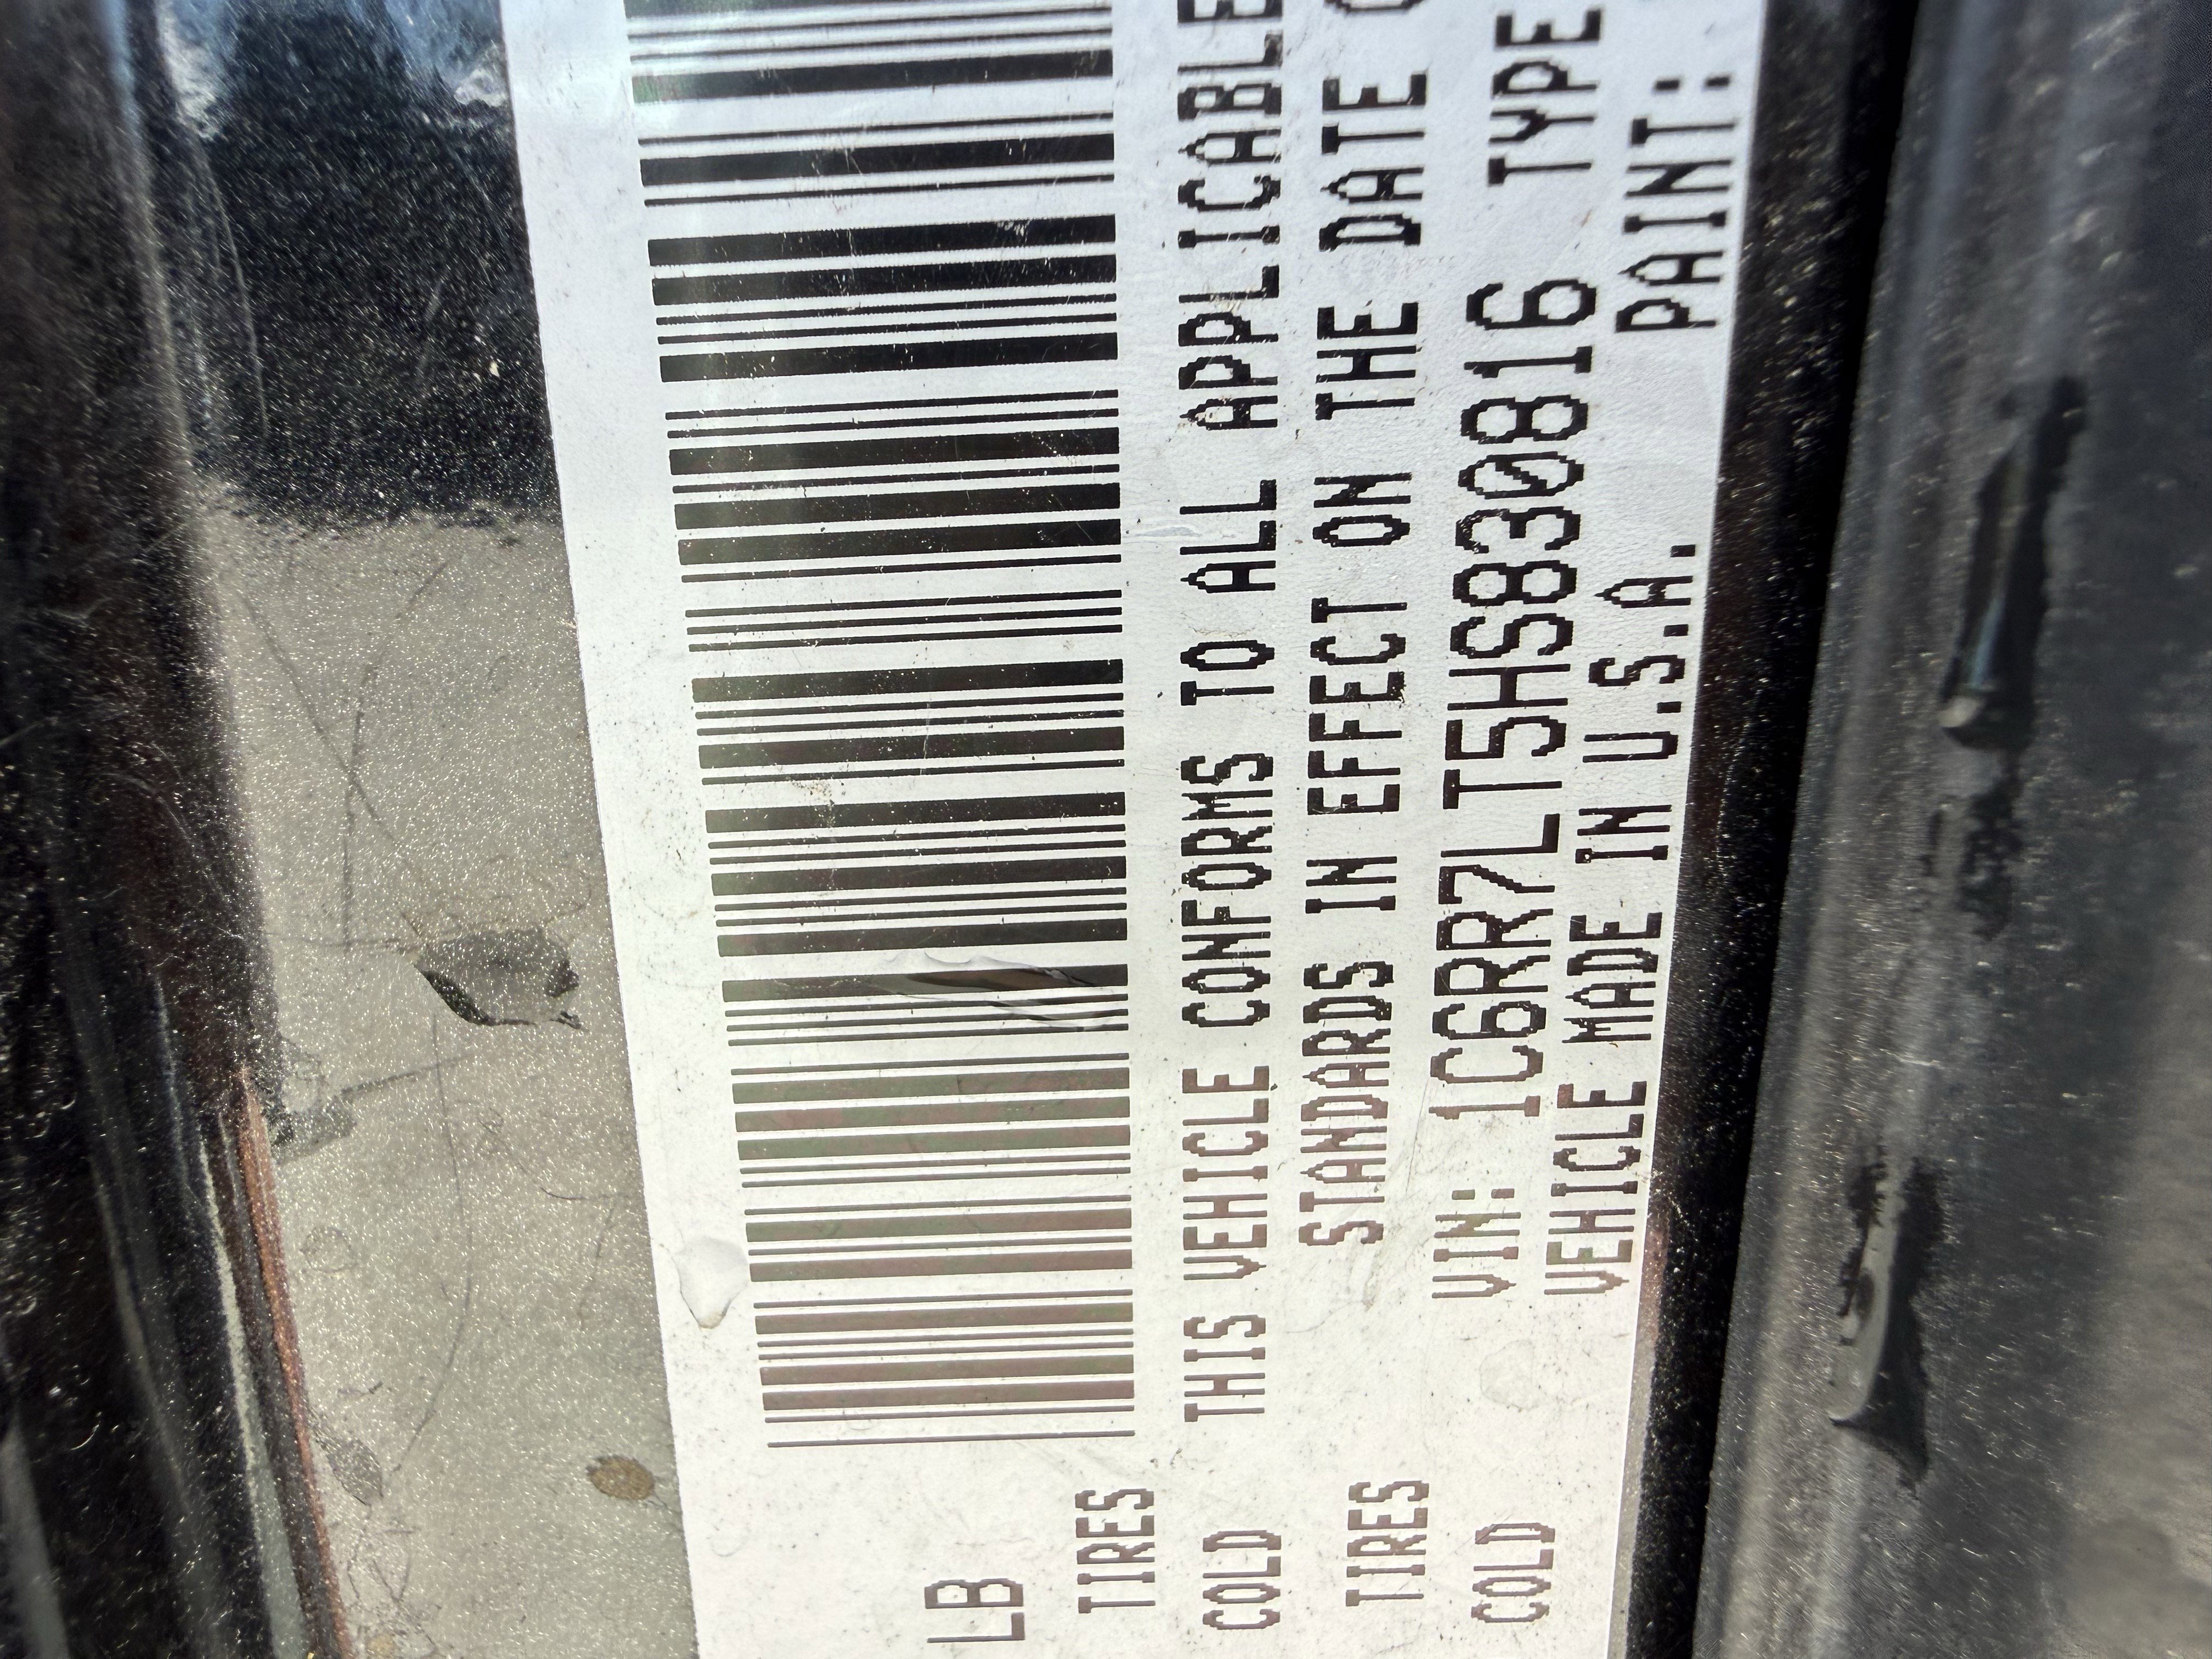 LB
TIRES
COLD
TIRES
COLD
THIS VEHICLE CONFORMS TO ALL APPLICABLE
STANDARDS IN EFFECT ON THE DATE
VIN: 1C6RR7LT5HS830816 TYPE
VEHICLE MADE IN U.S.A. PAINT: